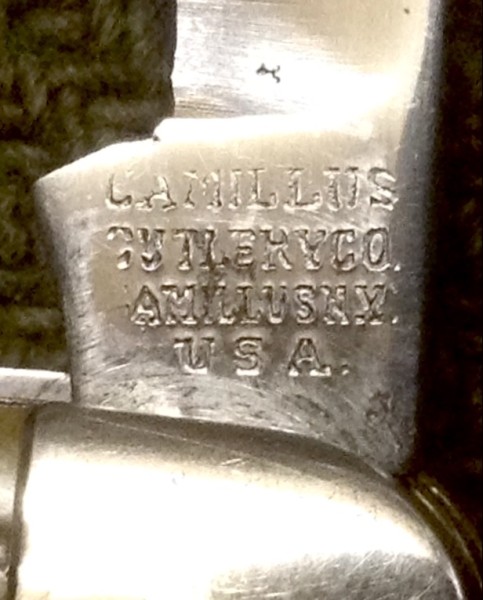 CAMILLUS
CUTLERY CO.
CAMILLUS N.Y.
U S A.